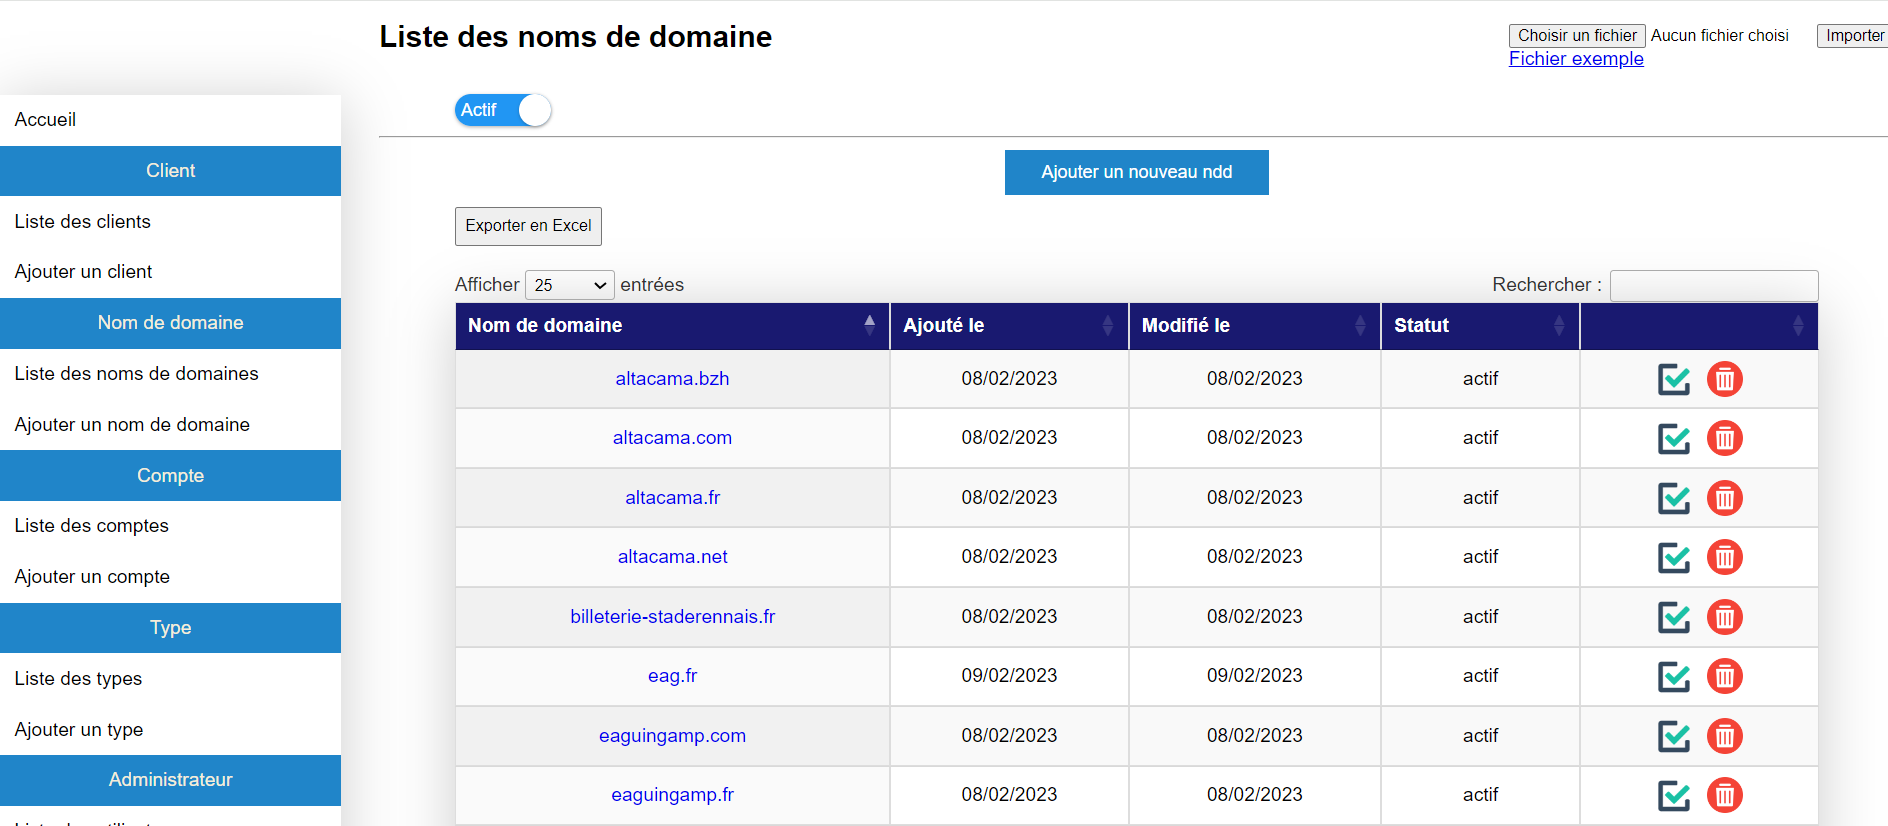 Liste des noms de domaine
Choisir un fichier Aucun fichier choisi Importer
Fichier exemple
Actif
Accueil
Client
Liste des clients
Ajouter un client
Nom de domaine
Liste des noms de domaines
Ajouter un nom de domaine
Compte
Liste des comptes
Ajouter un compte
Type
Liste des types
Ajouter un type
Administrateur
Ajouter un nouveau ndd
Exporter en Excel
Afficher 25 entrées Rechercher :
Nom de domaine Ajouté le Modifié le Statut
altacama.bzh 08/02/2023 08/02/2023 actif
altacama.com 08/02/2023 08/02/2023 actif
altacama.fr 08/02/2023 08/02/2023 actif
altacama.net 08/02/2023 08/02/2023 actif
billeterie-staderennais.fr 08/02/2023 08/02/2023 actif
eag.fr 09/02/2023 09/02/2023 actif
eaguingamp.com 08/02/2023 08/02/2023 actif
eaguingamp.fr 08/02/2023 08/02/2023 actif